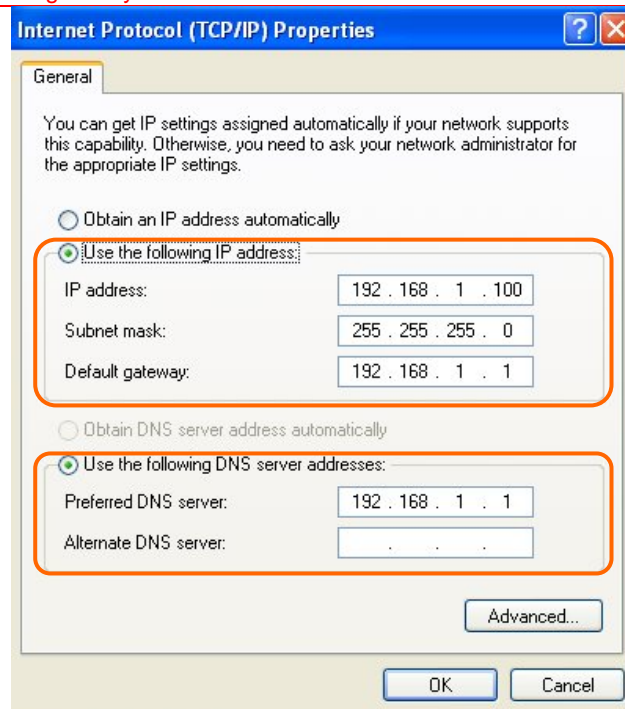 Internet Protocol (TCP/IP) Properties
General
You can get IP settings assigned automatically if your network supports
this capability. Otherwise, you need to ask your network administrator for
the appropriate IP settings.
Obtain an IP address automatically
Use the following IP address:
IP address: 192 . 168 . 1 . 100
Subnet mask: 255 . 255 . 255 . 0
Default gateway: 192 . 168 . 1 . 1
Obtain DNS server address automatically
Use the following DNS server addresses:
Preferred DNS server: 192 . 168 . 1 . 1
Alternate DNS server: . . .
Advanced...
OK Cancel